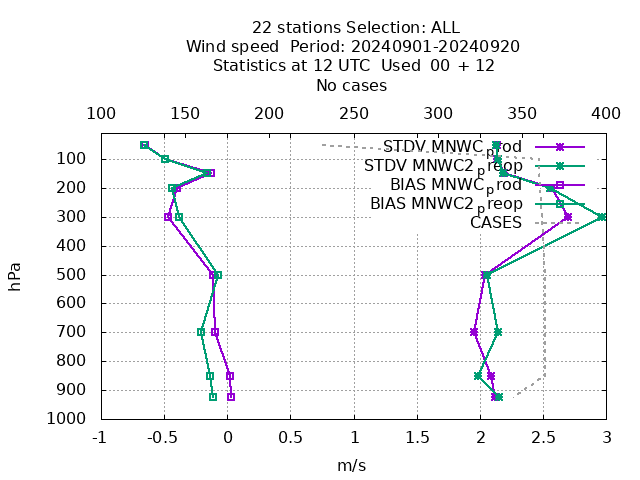 22 stations Selection: ALL
Wind speed  Period: 20240901-20240920
Statistics at 12 UTC  Used  00 + 12
No cases
100 150 200 250 300 350 400
STDV MNWC_prod
STDV MNWC2_preop
BIAS MNWC_prod
BIAS MNWC2_preop
CASES
100
200
300
400
500
600
700
800
900
1000
hPa
-1 -0.5 0 0.5 1 1.5 2 2.5 3
m/s